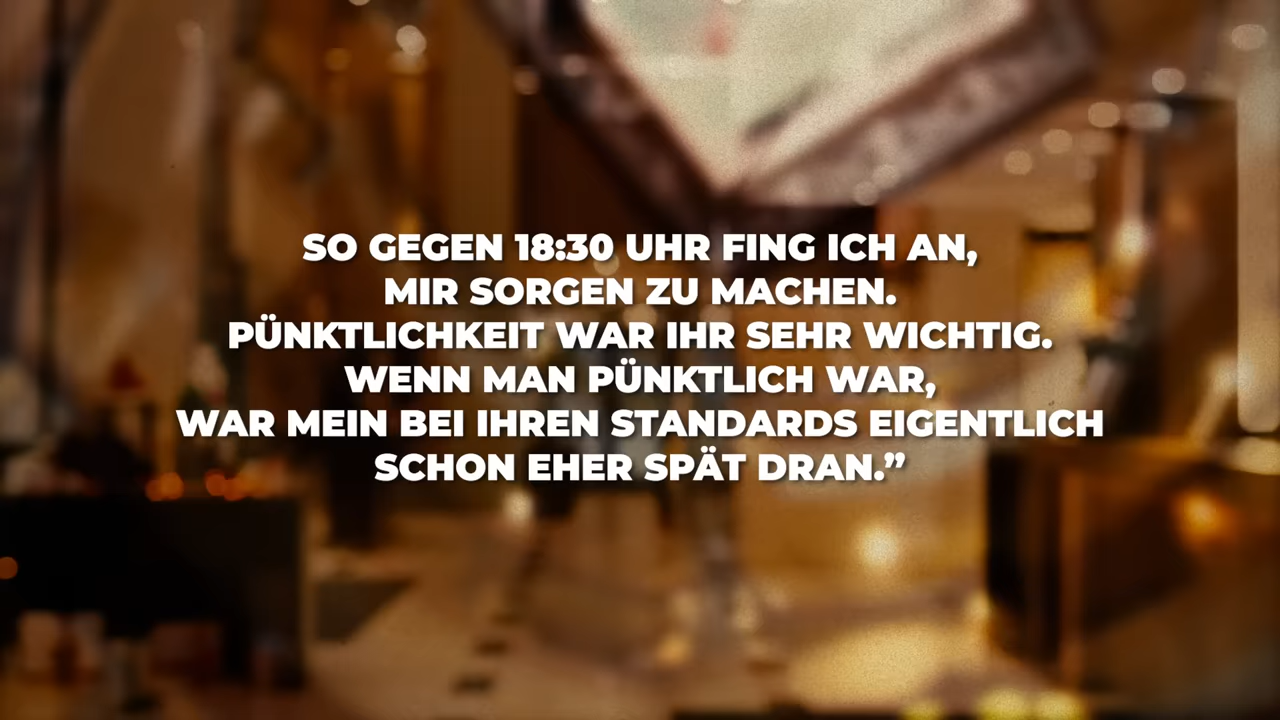 SO GEGEN 18:30 UHR FING ICH AN,
MIR SORGEN ZU MACHEN.
PÜNKTLICHKEIT WAR IHR SEHR WICHTIG.
WENN MAN PÜNKTLICH WAR,
WAR MEIN BEI IHREN STANDARDS EIGENTLICH
SCHON EHER SPÄT DRAN.”